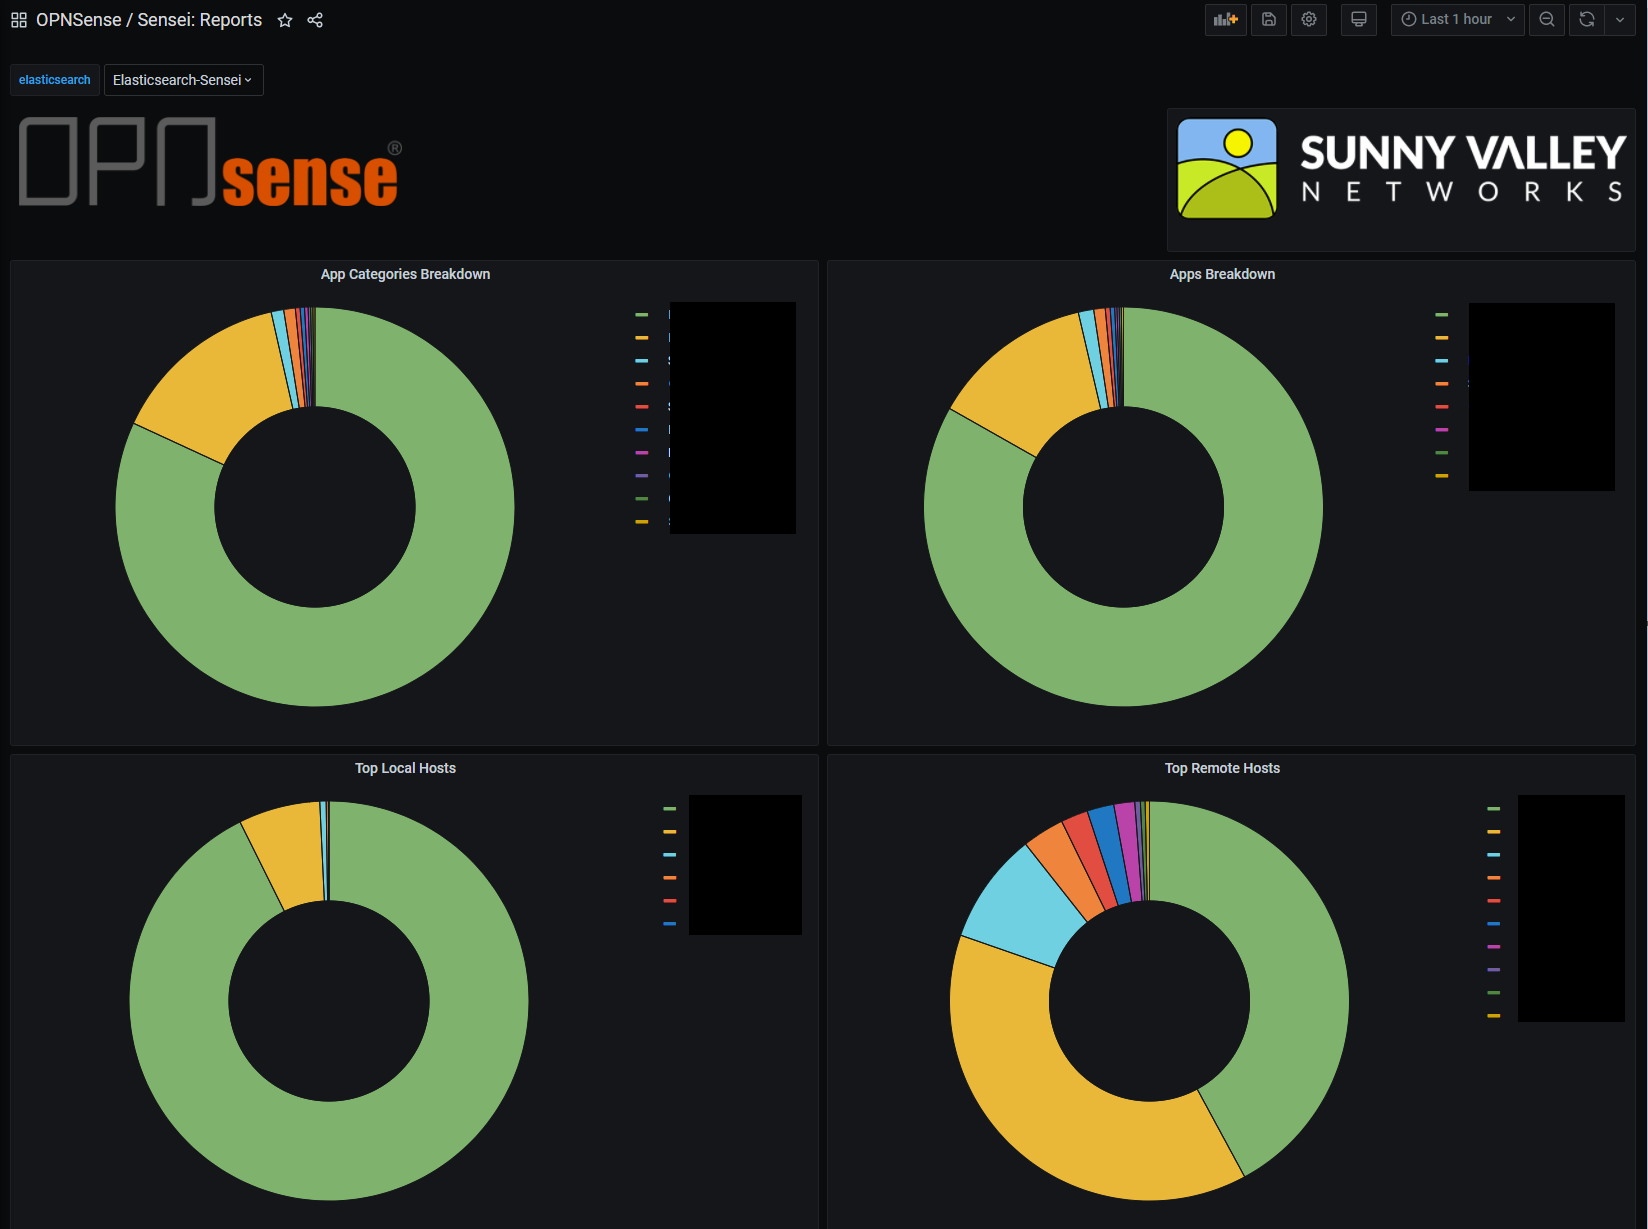 OPNSense / Sensei: Reports
Last 1 hour
elasticsearch
Elasticsearch-Sensei
OPNsense®
SUNNY VALLEY
NETWORKS
App Categories Breakdown
Apps Breakdown
Top Local Hosts
Top Remote Hosts